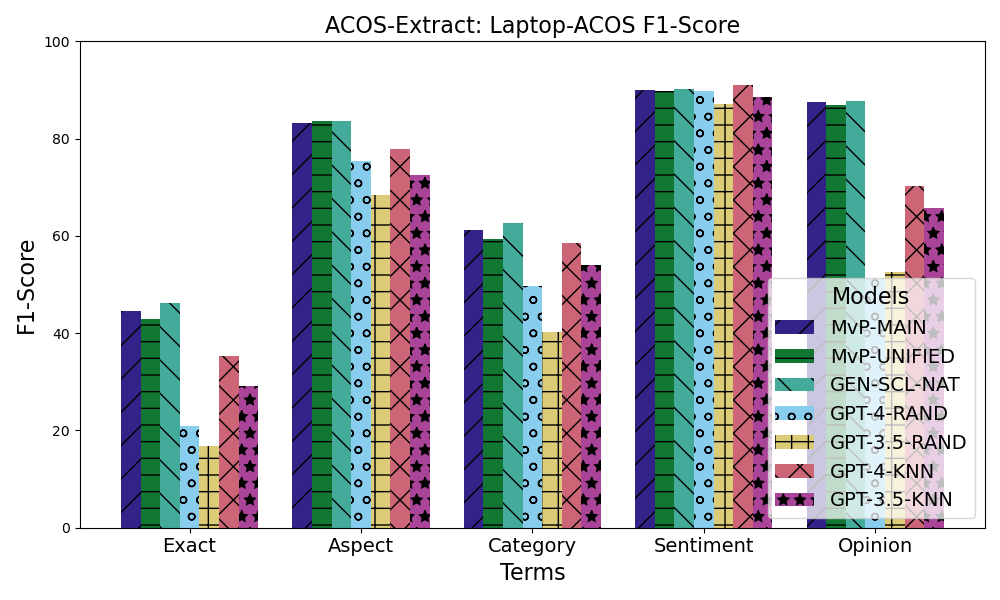 ACOS-Extract: Laptop-ACOS F1-Score
100
80
60
40
20
0
F1-Score
Exact Aspect Category Sentiment Opinion
Terms
Models
MvP-MAIN
MvP-UNIFIED
GEN-SCL-NAT
GPT-4-RAND
GPT-3.5-RAND
GPT-4-KNN
GPT-3.5-KNN